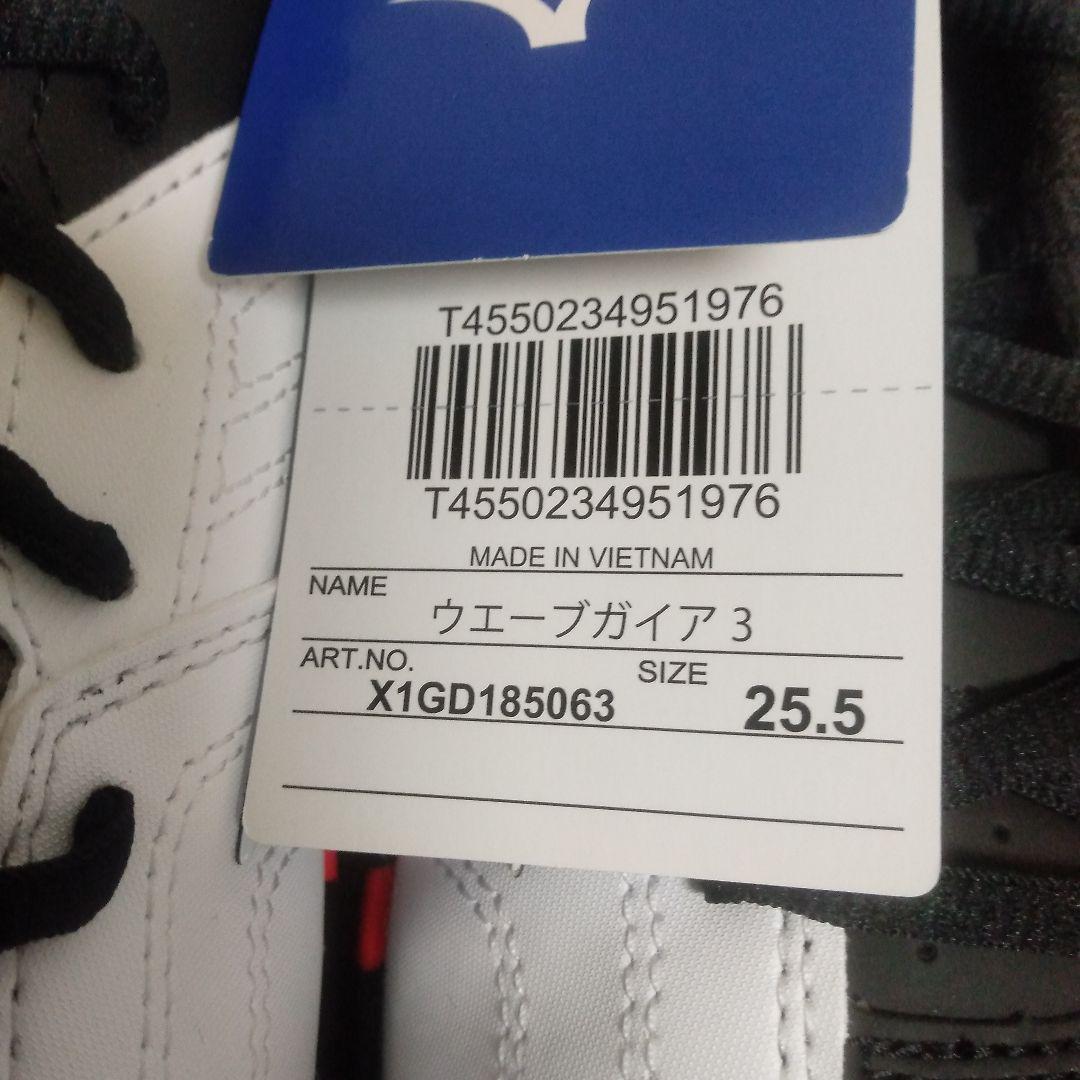 T4550234951976
T4550234951976
MADE IN VIETNAM
NAME
ウエーブガイア3
ART.NO. SIZE
X1GD185063 25.5